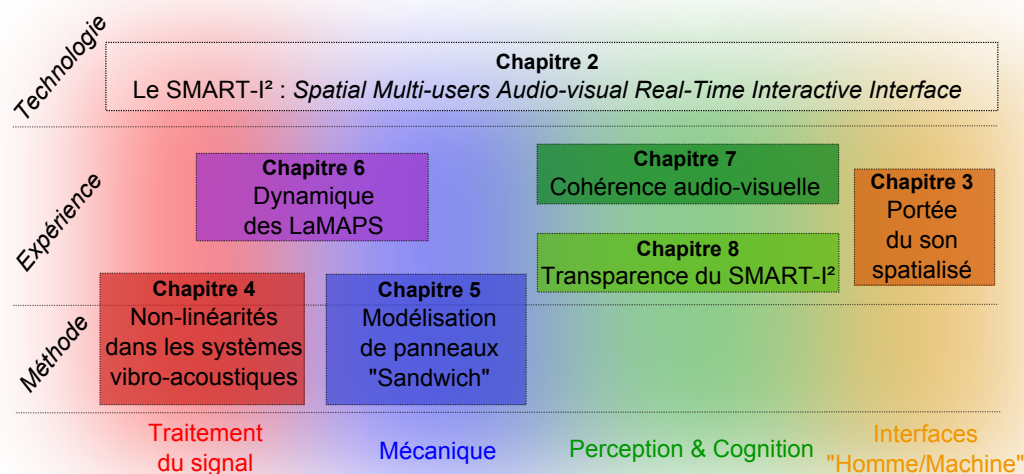 Technologie
Chapitre 2
Le SMART-I² : Spatial Multi-users Audio-visual Real-Time Interactive Interface
Expérience
Chapitre 6
Dynamique
des LaMAPS
Chapitre 7
Cohérence audio-visuelle
Chapitre 8
Transparence du SMART-I²
Chapitre 3
Portée
du son
spatialisé
Méthode
Chapitre 4
Non-linéarités
dans les systèmes
vibro-acoustiques
Chapitre 5
Modélisation
de panneaux
"Sandwich"
Traitement
du signal
Mécanique
Perception & Cognition
Interfaces
"Homme/Machine"